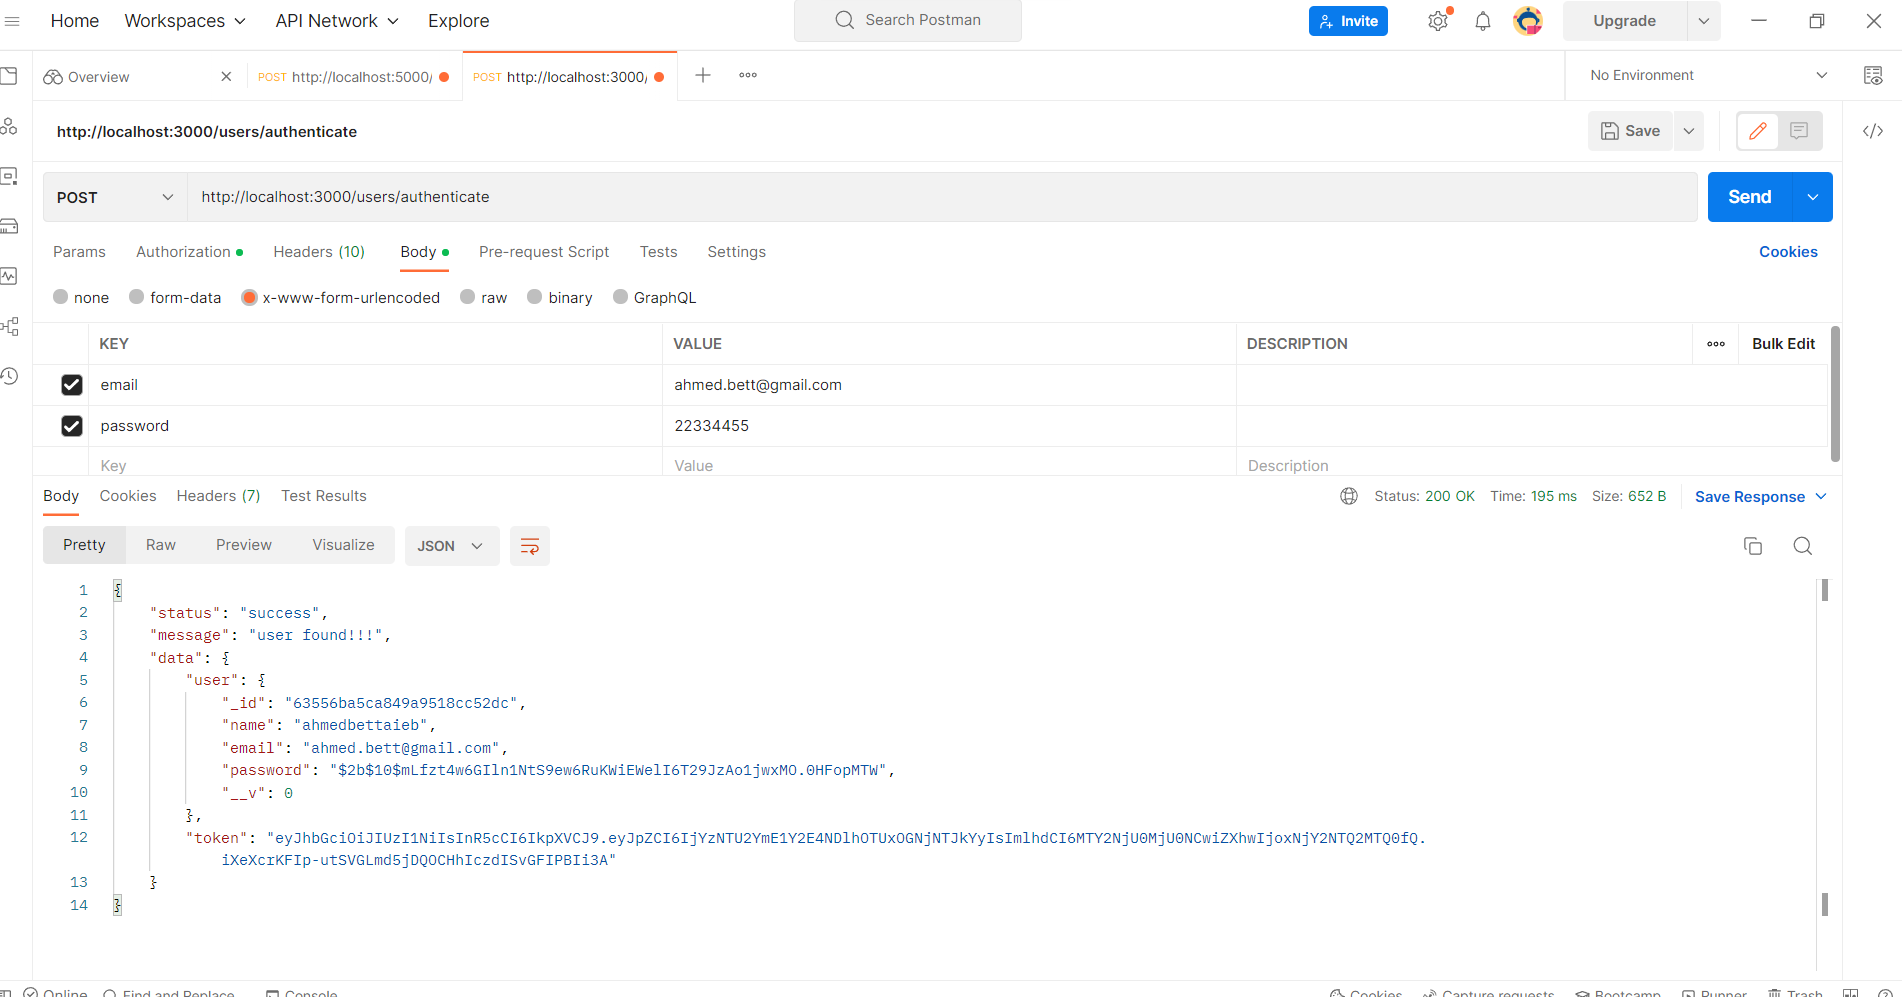 Home Workspaces API Network Explore Search Postman Invite Upgrade
Overview POST http://localhost:5000/ POST http://localhost:3000/ No Environment
http://localhost:3000/users/authenticate Save
POST http://localhost:3000/users/authenticate Send
Params Authorization Headers (10) Body Pre-request Script Tests Settings Cookies
none form-data x-www-form-urlencoded raw binary GraphQL
KEY VALUE DESCRIPTION Bulk Edit
email ahmed.bett@gmail.com
password 22334455
Key Value Description
Body Cookies Headers (7) Test Results Status: 200 OK Time: 195 ms Size: 652 B Save Response
Pretty Raw Preview Visualize JSON
1 {
2 "status": "success",
3 "message": "user found!!!",
4 "data": {
5 "user": {
6 "_id": "63556ba5ca849a9518cc52dc",
7 "name": "ahmedbettaieb",
8 "email": "ahmed.bett@gmail.com",
9 "password": "$2b$10$mLfzt4w6GIln1NtS9ew6RuKWiEWelI6T29JzAo1jwxMO.0HFopMTW",
10 "__v": 0
11 },
12 "token": "eyJhbGciOiJIUzI1NiIsInR5cCI6IkpXVCJ9.eyJpZCI6IjYzNTU2YmE1Y2E4NDlhOTUxOGNjNTJkYyIsImlhdCI6MTY2NjU0MjU0NCwiZXhwIjoxNjY2NTQ2MTQ0fQ.
iXeXcrKFIp-utSVGLmd5jDQOCHhIczdISvGFIPBIi3A"
13 }
14 }
Online Find and Replace Console Cookies Capture requests Bootcamp Runner Trash